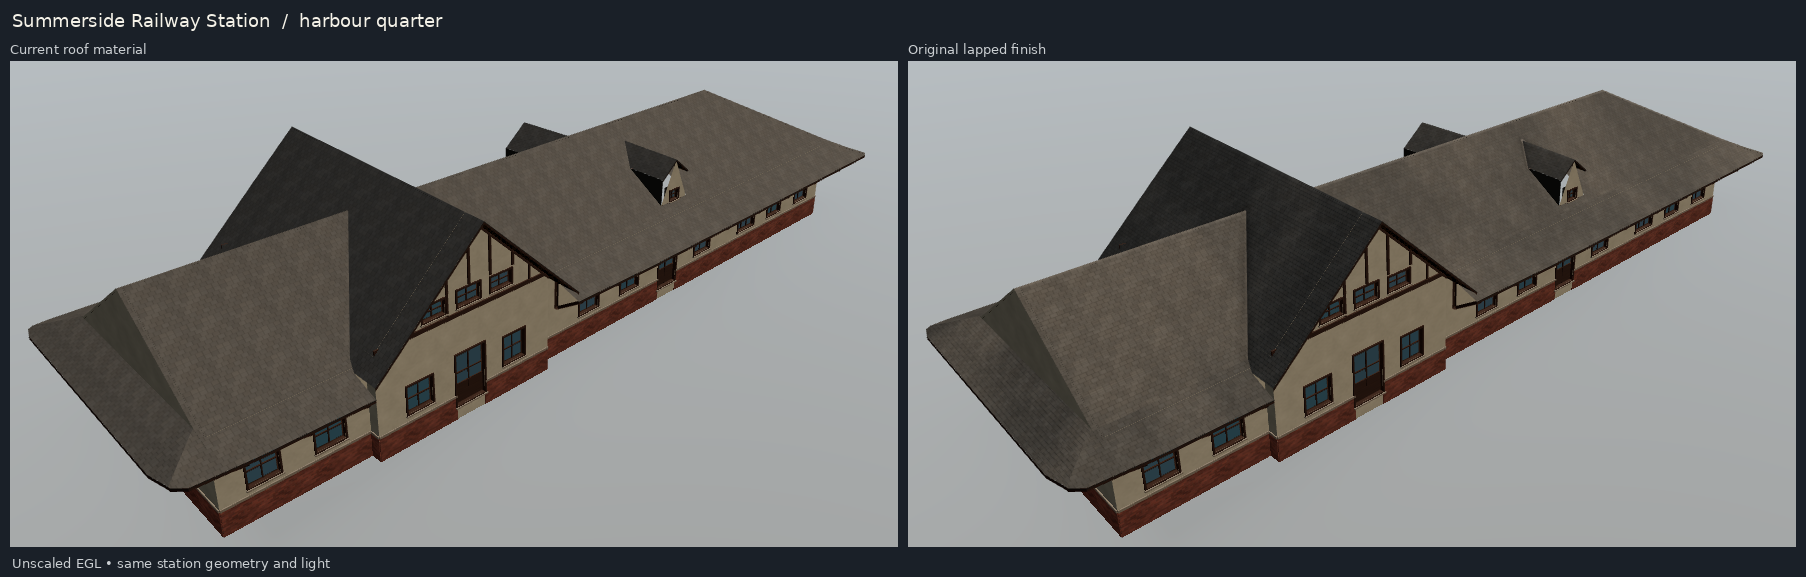 Summerside Railway Station / harbour quarter
Current roof material
Original lapped finish
Unscaled EGL • same station geometry and light